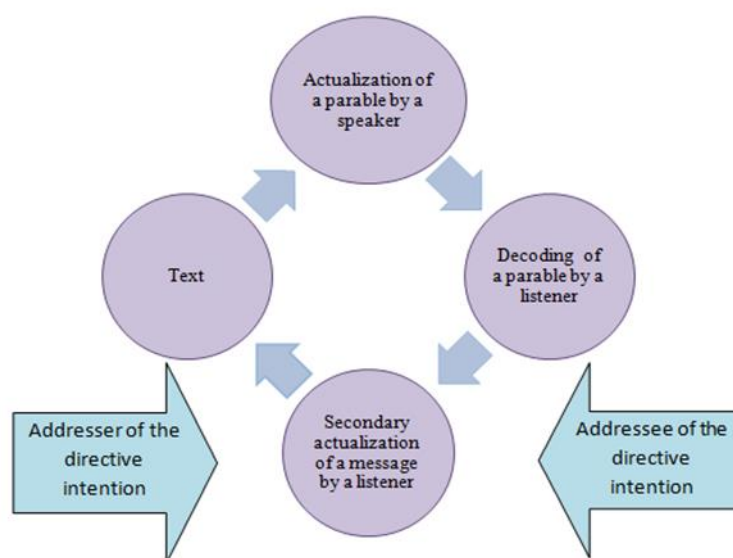 Actualization of
a parable by a
speaker
Text
Decoding of
a parable by a
listener
Secondary
actualization
of a message
by a listener
Addresser of the
directive
intention
Addressee of the
directive
intention